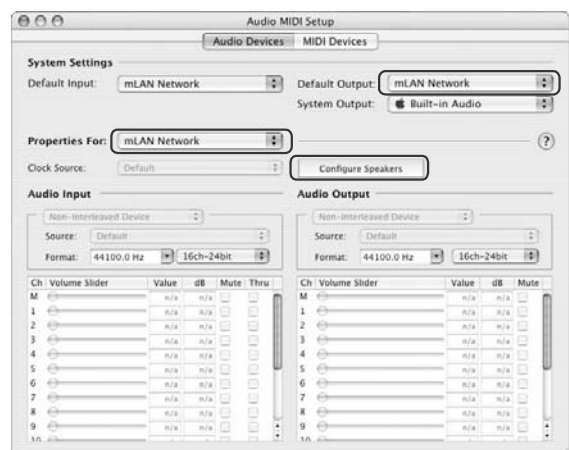 Audio MIDI Setup
Audio Devices MIDI Devices
System Settings
Default Input: mLAN Network
Default Output: mLAN Network
System Output: Built-in Audio
Properties For: mLAN Network
?
Clock Source: Default
Configure Speakers
Audio Input
Non-Interleaved Device
Source: Default
Format: 44100.0 Hz 16ch-24bit
Ch Volume Slider Value dB Mute Thru
M n/a n/a
1 n/a n/a
2 n/a n/a
3 n/a n/a
4 n/a n/a
5 n/a n/a
6 n/a n/a
7 n/a n/a
8 n/a n/a
9 n/a n/a
10
Audio Output
Non-Interleaved Device
Source: Default
Format: 44100.0 Hz 16ch-24bit
Ch Volume Slider Value dB Mute
M n/a n/a
1 n/a n/a
2 n/a n/a
3 n/a n/a
4 n/a n/a
5 n/a n/a
6 n/a n/a
7 n/a n/a
8 n/a n/a
9 n/a n/a
10